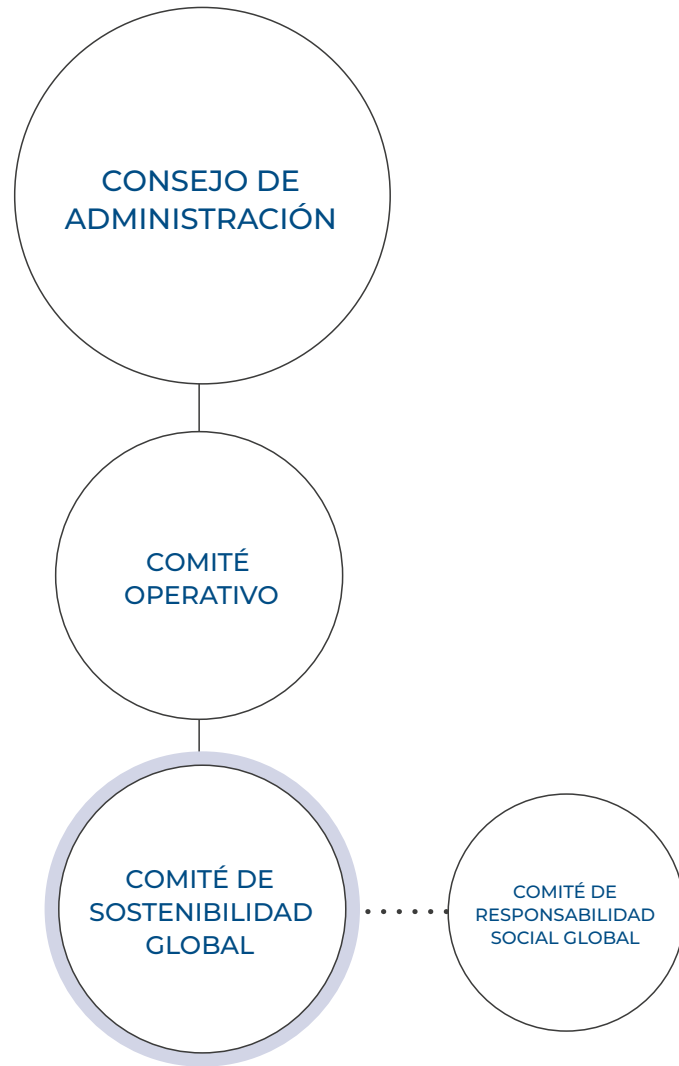 CONSEJO DE
ADMINISTRACIÓN
COMITÉ
OPERATIVO
COMITÉ DE
SOSTENIBILIDAD
GLOBAL
COMITÉ DE
RESPONSABILIDAD
SOCIAL GLOBAL